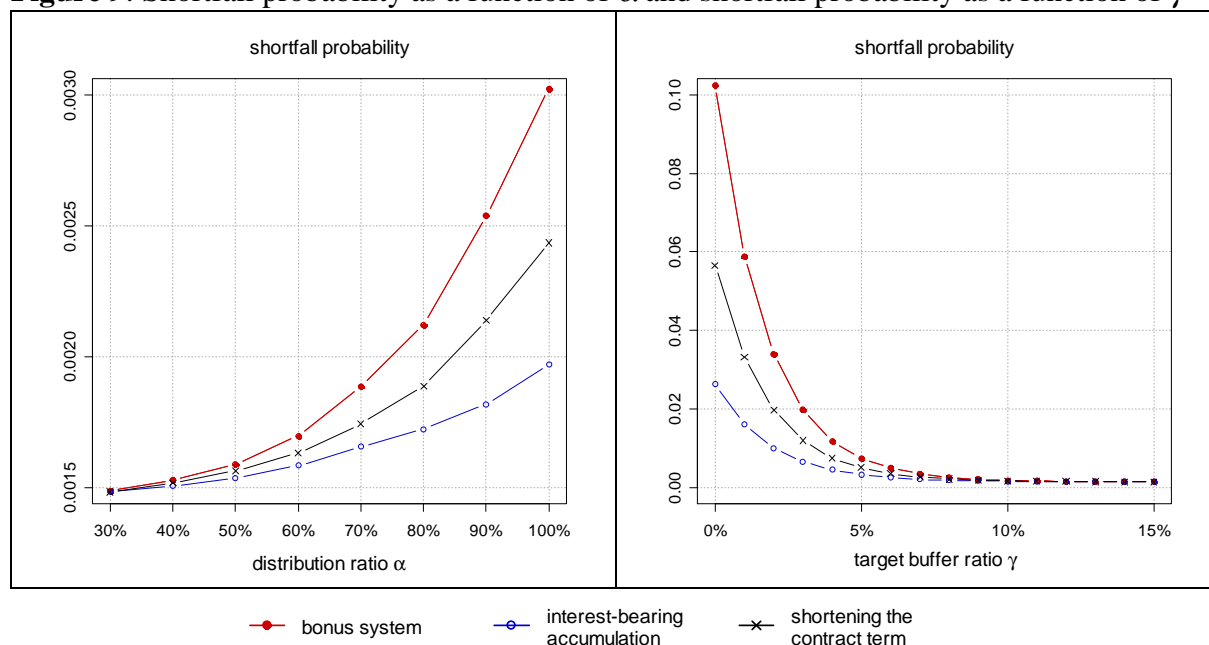 Figure 9: Shortfall probability as a function of α and shortfall probability as a function of γ
shortfall probability
0.0030
0.0025
0.0020
0.0015
30% 40% 50% 60% 70% 80% 90% 100%
distribution ratio α
shortfall probability
0.10
0.08
0.06
0.04
0.02
0.00
0% 5% 10% 15%
target buffer ratio γ
bonus system
interest-bearing
accumulation
shortening the
contract term